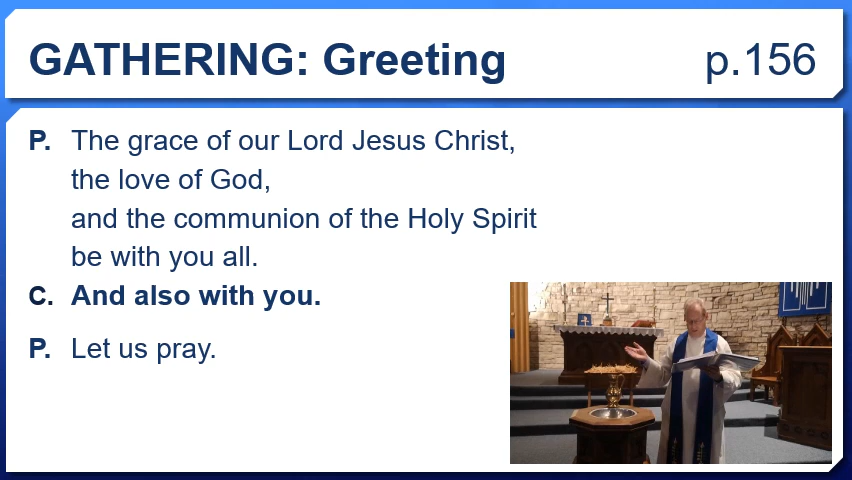 GATHERING: Greeting p.156
P. The grace of our Lord Jesus Christ,
the love of God,
and the communion of the Holy Spirit
be with you all.
C. And also with you.
P. Let us pray.